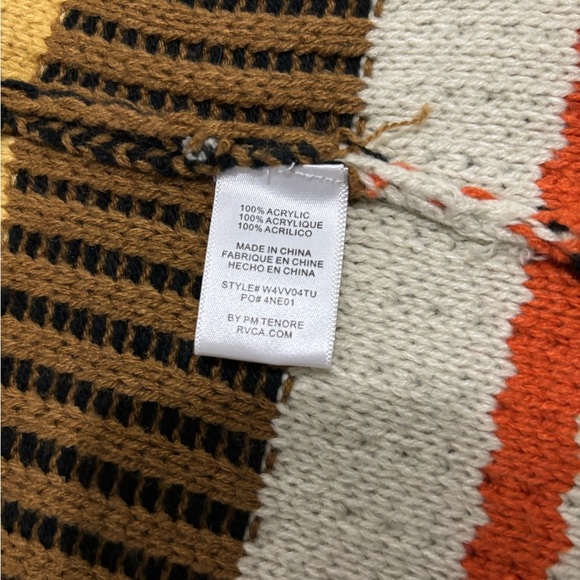 100% ACRYLIC
100% ACRYLIQUE
100% ACRILICO
MADE IN CHINA
FABRIQUE EN CHINE
HECHO EN CHINA
STYLE# W4VV04TU
PO# 4NE01
BY PM TENORE
RVCA.COM